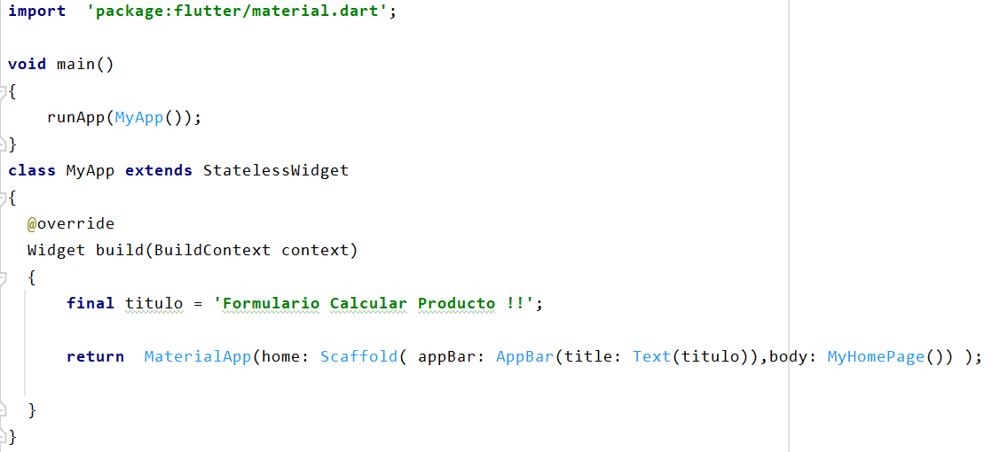 import  'package:flutter/material.dart';
void main()
{
    runApp(MyApp());
}
class MyApp extends StatelessWidget
{
  @override
  Widget build(BuildContext context)
  {
      final titulo = 'Formulario Calcular Producto !!';
      return  MaterialApp(home: Scaffold( appBar: AppBar(title: Text(titulo)),body: MyHomePage()) );
  }
}